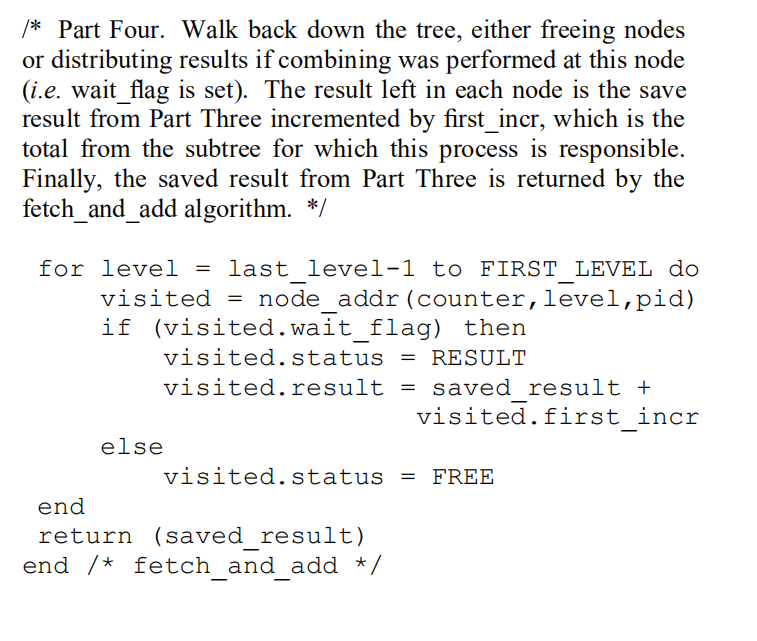 /* Part Four. Walk back down the tree, either freeing nodes
or distributing results if combining was performed at this node
(i.e. wait_flag is set). The result left in each node is the save
result from Part Three incremented by first_incr, which is the
total from the subtree for which this process is responsible.
Finally, the saved result from Part Three is returned by the
fetch_and_add algorithm. */
for level = last_level-1 to FIRST_LEVEL do
visited = node_addr(counter,level,pid)
if (visited.wait_flag) then
visited.status = RESULT
visited.result = saved_result +
visited.first_incr
else
visited.status = FREE
end
return (saved_result)
end /* fetch_and_add */